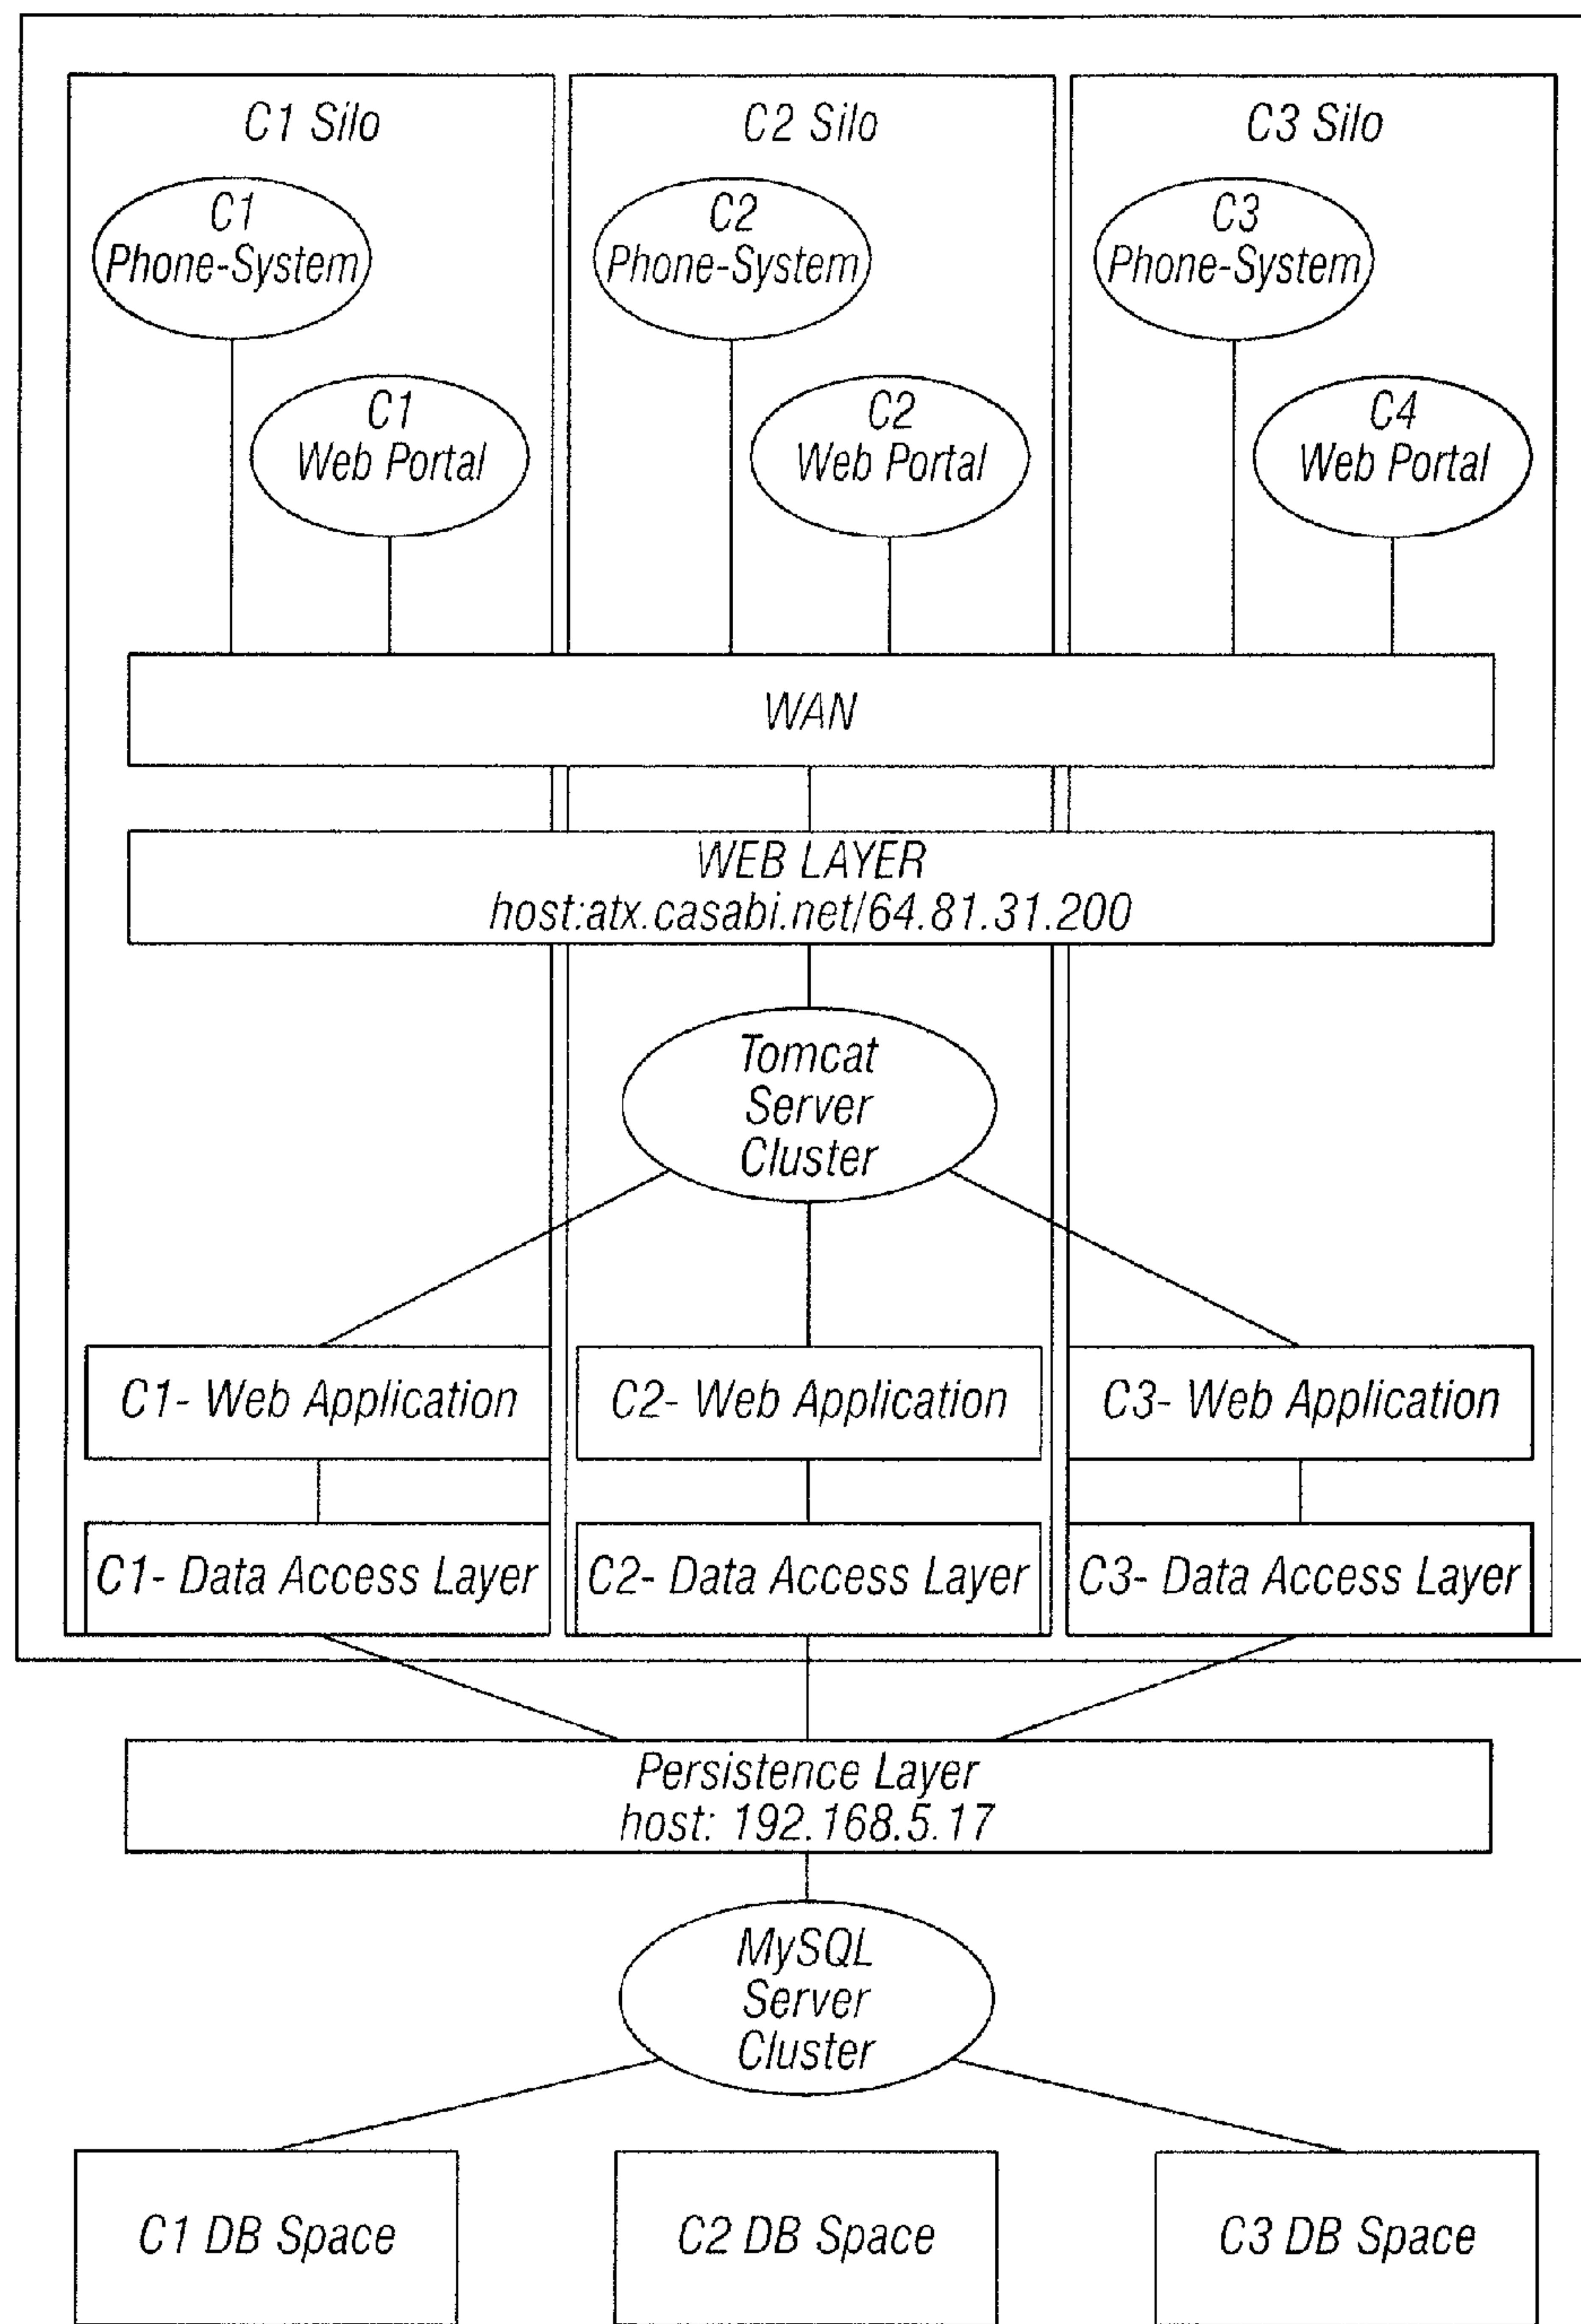 C1 Silo
C2 Silo
C3 Silo
C1
Phone-System
C2
Phone-System
C3
Phone-System
C1
Web Portal
C2
Web Portal
C4
Web Portal
WAN
WEB LAYER
host:atx.casabi.net/64.81.31.200
Tomcat
Server
Cluster
C1- Web Application
C2- Web Application
C3- Web Application
C1- Data Access Layer
C2- Data Access Layer
C3- Data Access Layer
Persistence Layer
host: 192.168.5.17
MySQL
Server
Cluster
C1 DB Space
C2 DB Space
C3 DB Space